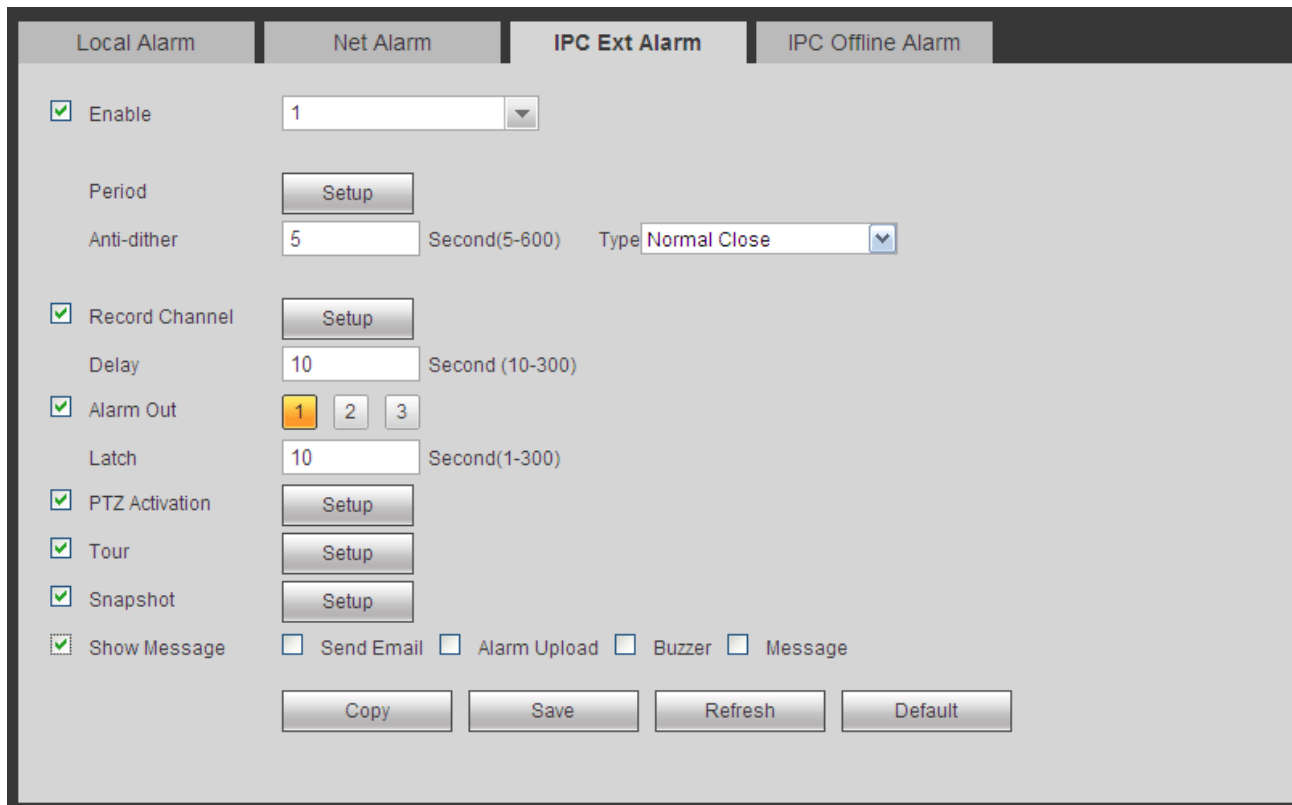 Local Alarm Net Alarm IPC Ext Alarm IPC Offline Alarm
Enable 1
Period Setup
Anti-dither 5 Second(5-600) Type Normal Close
Record Channel Setup
Delay 10 Second (10-300)
Alarm Out 1 2 3
Latch 10 Second(1-300)
PTZ Activation Setup
Tour Setup
Snapshot Setup
Show Message Send Email Alarm Upload Buzzer Message
Copy Save Refresh Default